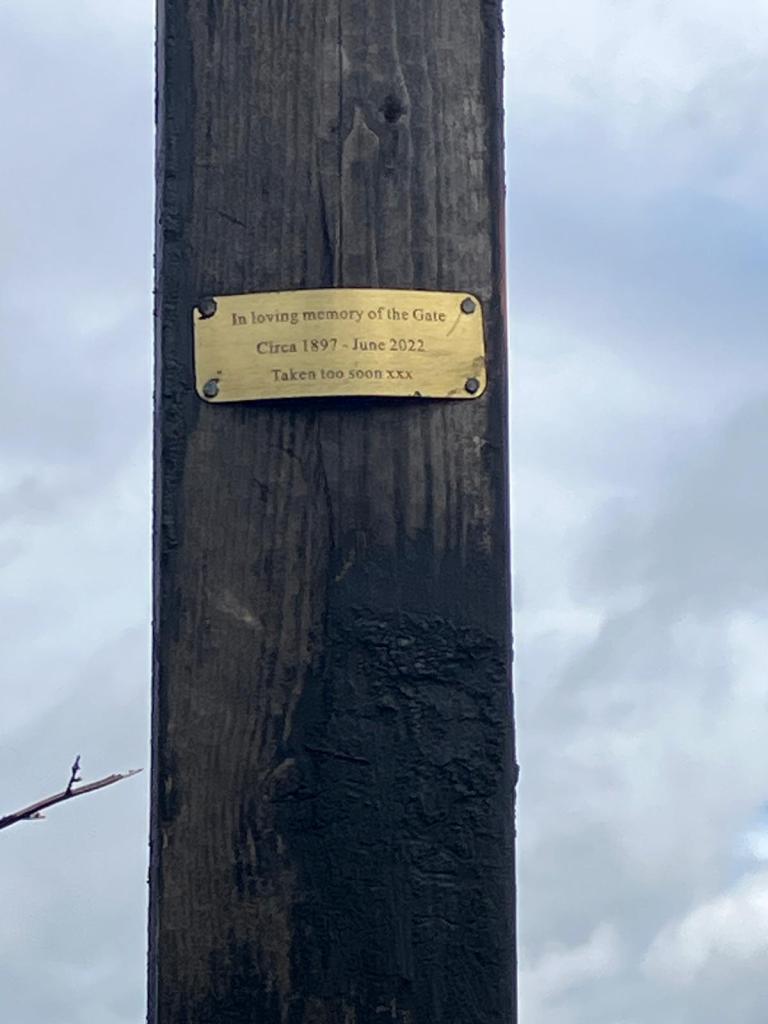 In loving memory of the Gate
Circa 1897 - June 2022
Taken too soon xxx